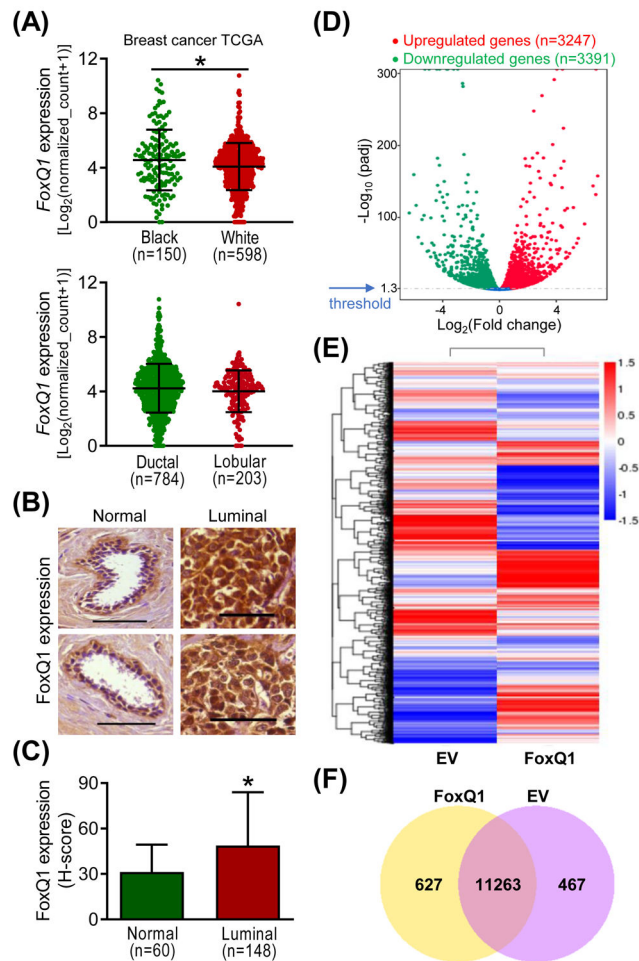 (A)
Breast cancer TCGA
*
FoxQ1 expression
[Log2(normalized_count+1)]
12
8
4
0
Black
(n=150)
White
(n=598)
FoxQ1 expression
[Log2(normalized_count+1)]
12
8
4
0
Ductal
(n=784)
Lobular
(n=203)
(B)
Normal
Luminal
FoxQ1 expression
(C)
FoxQ1 expression
(H-score)
90
60
30
0
*
Normal
(n=60)
Luminal
(n=148)
(D)
Upregulated genes (n=3247)
Downregulated genes (n=3391)
-Log10 (padj)
300
200
100
1.3
threshold
-4
0
4
Log2(Fold change)
(E)
1.5
1
0.5
0
-0.5
-1
-1.5
EV
FoxQ1
(F)
FoxQ1
EV
627
11263
467